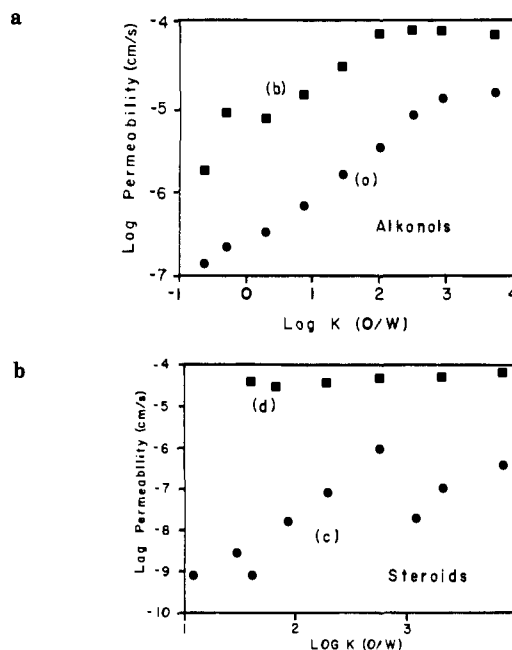 a
-4
-5
-6
-7
Log Permeability (cm/s)
(b)
(a)
Alkanols
-1 0 1 2 3 4
Log K (O/W)
b
-4
-5
-6
-7
-8
-9
-10
Log Permeability (cm/s)
(d)
(c)
Steroids
1 2 3
LOG K (O/W)